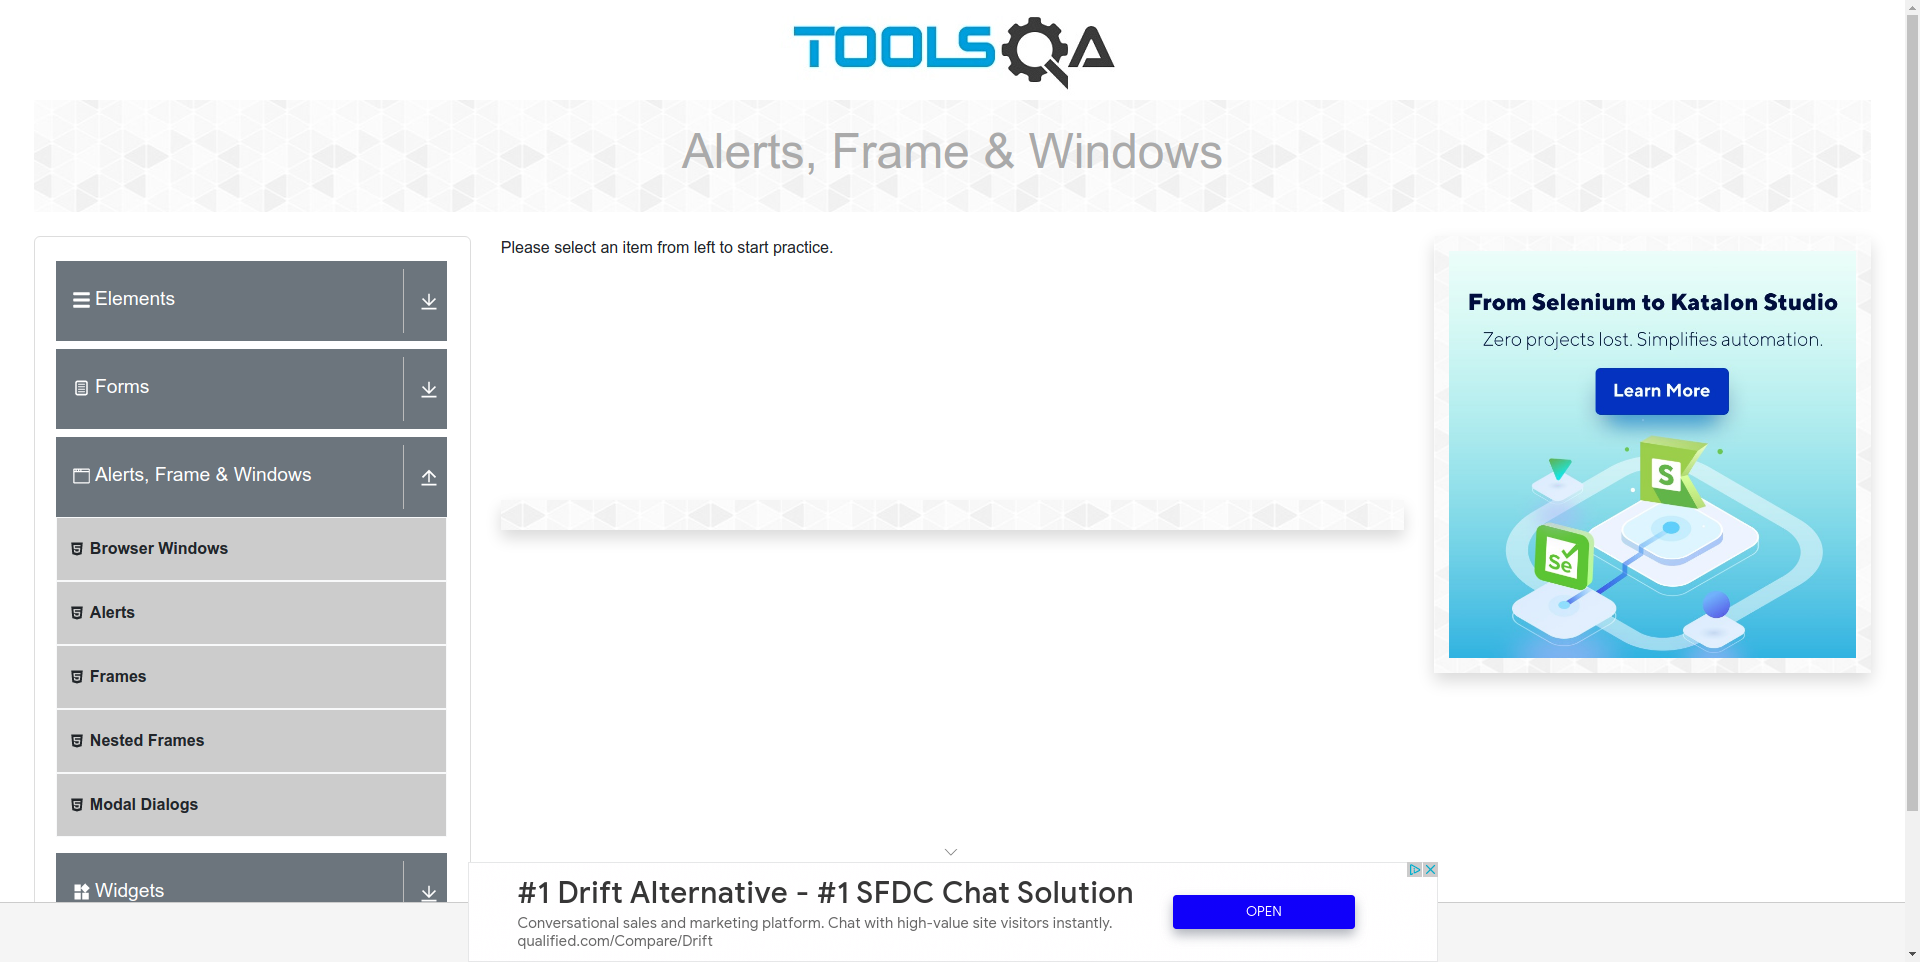 TOOLSQA
Alerts, Frame & Windows
Elements
Forms
Alerts, Frame & Windows
Browser Windows
Alerts
Frames
Nested Frames
Modal Dialogs
Widgets
Please select an item from left to start practice.
From Selenium to Katalon Studio
Zero projects lost. Simplifies automation.
Learn More
S
Se
#1 Drift Alternative - #1 SFDC Chat Solution
Conversational sales and marketing platform. Chat with high-value site visitors instantly.
qualified.com/Compare/Drift
OPEN